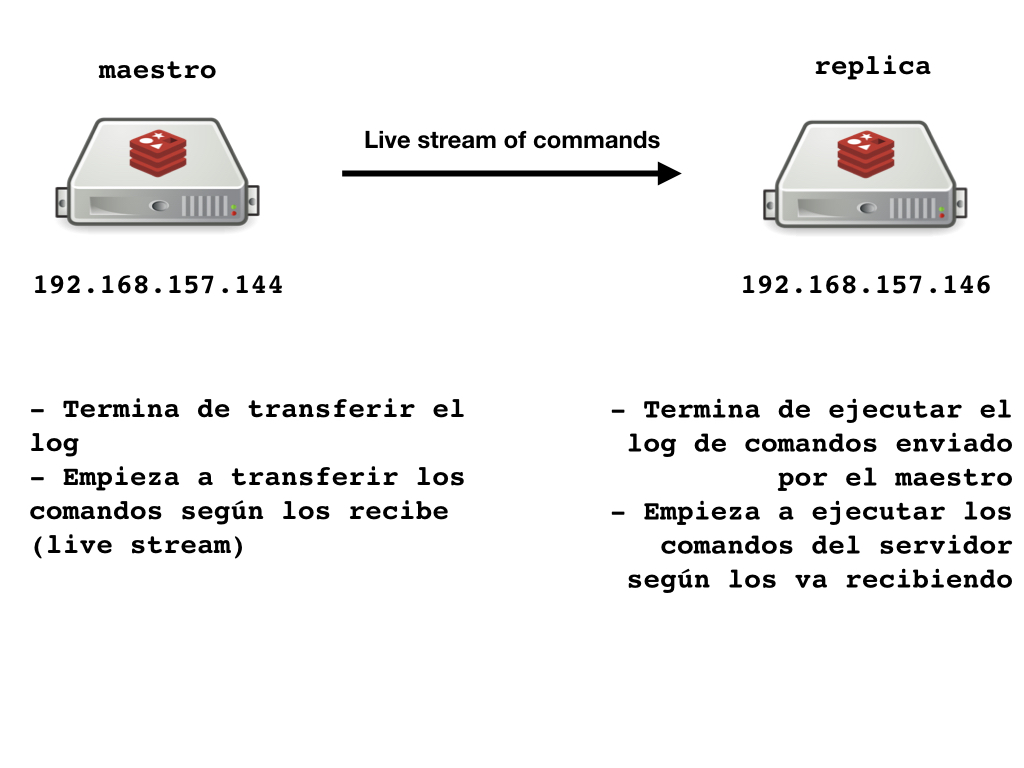 maestro
replica
Live stream of commands
192.168.157.144
192.168.157.146
- Termina de transferir el
log
- Empieza a transferir los
comandos según los recibe
(live stream)
- Termina de ejecutar el
log de comandos enviado
por el maestro
- Empieza a ejecutar los
comandos del servidor
según los va recibiendo